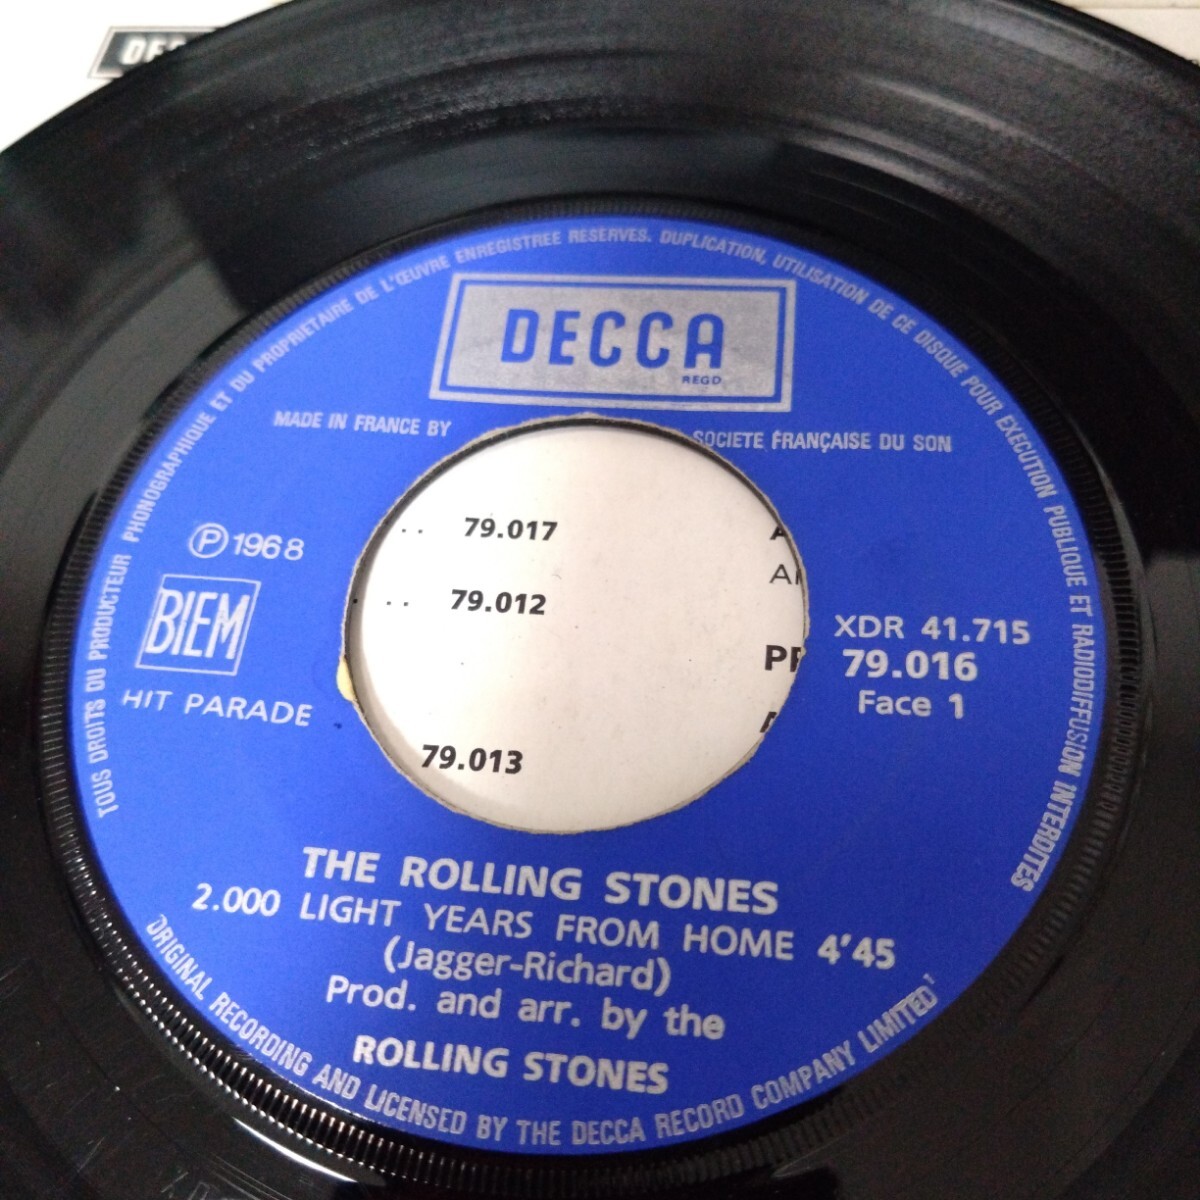 TOUS DROITS DU PRODUCTEUR PHONOGRAPHIQUE ET DU PROPRIETAIRE DE L'ŒUVRE ENREGISTREE RESERVES. DUPLICATION, UTILISATION DE CE DISQUE POUR EXECUTION PUBLIQUE ET RADIODIFFUSION INTERDITES
DECCA
REGD
MADE IN FRANCE BY SOCIETE FRANÇAISE DU SON
℗ 1968
BIEM
HIT PARADE
.. 79.017
.. 79.012
79.013
XDR 41.715
79.016
Face 1
THE ROLLING STONES
2.000 LIGHT YEARS FROM HOME 4'45
(Jagger-Richard)
Prod. and arr. by the
ROLLING STONES
ORIGINAL RECORDING AND LICENSED BY THE DECCA RECORD COMPANY LIMITED